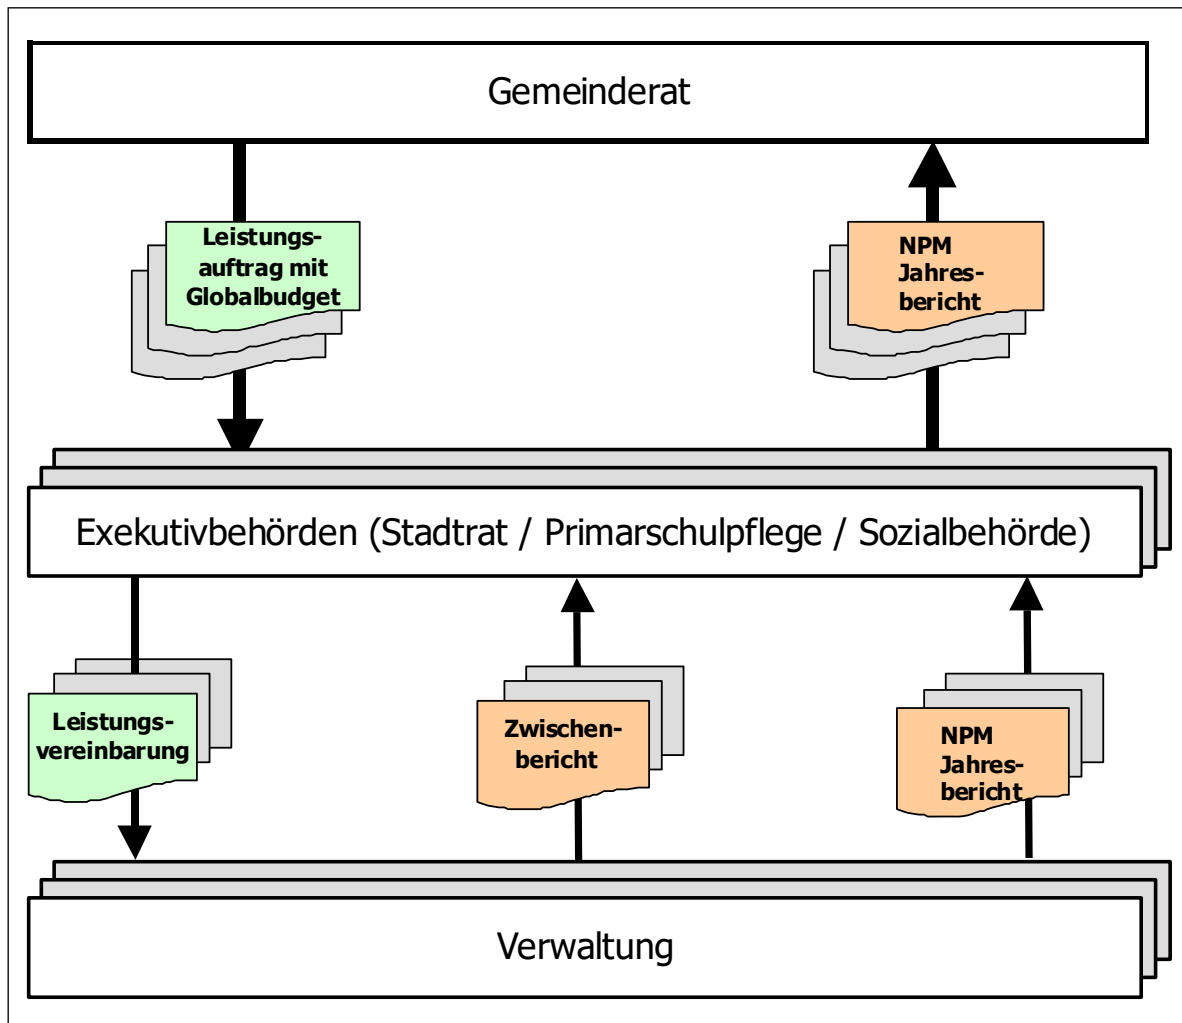 Gemeinderat
Leistungs-
auftrag mit
Globalbudget
NPM
Jahres-
bericht
Exekutivbehörden (Stadtrat / Primarschulpflege / Sozialbehörde)
Leistungs-
vereinbarung
Zwischen-
bericht
NPM
Jahres-
bericht
Verwaltung